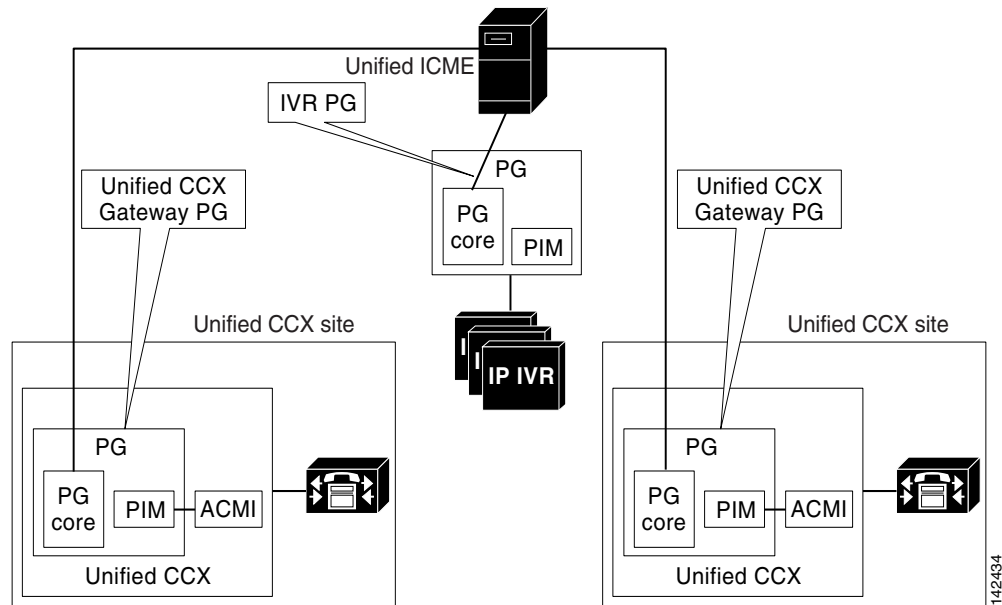 Unified ICME
IVR PG
PG
PG
core
PIM
Unified CCX
Gateway PG
Unified CCX
Gateway PG
IP IVR
Unified CCX site
PG
PG
core
PIM
ACMI
Unified CCX
Unified CCX site
PG
PG
core
PIM
ACMI
Unified CCX
142434